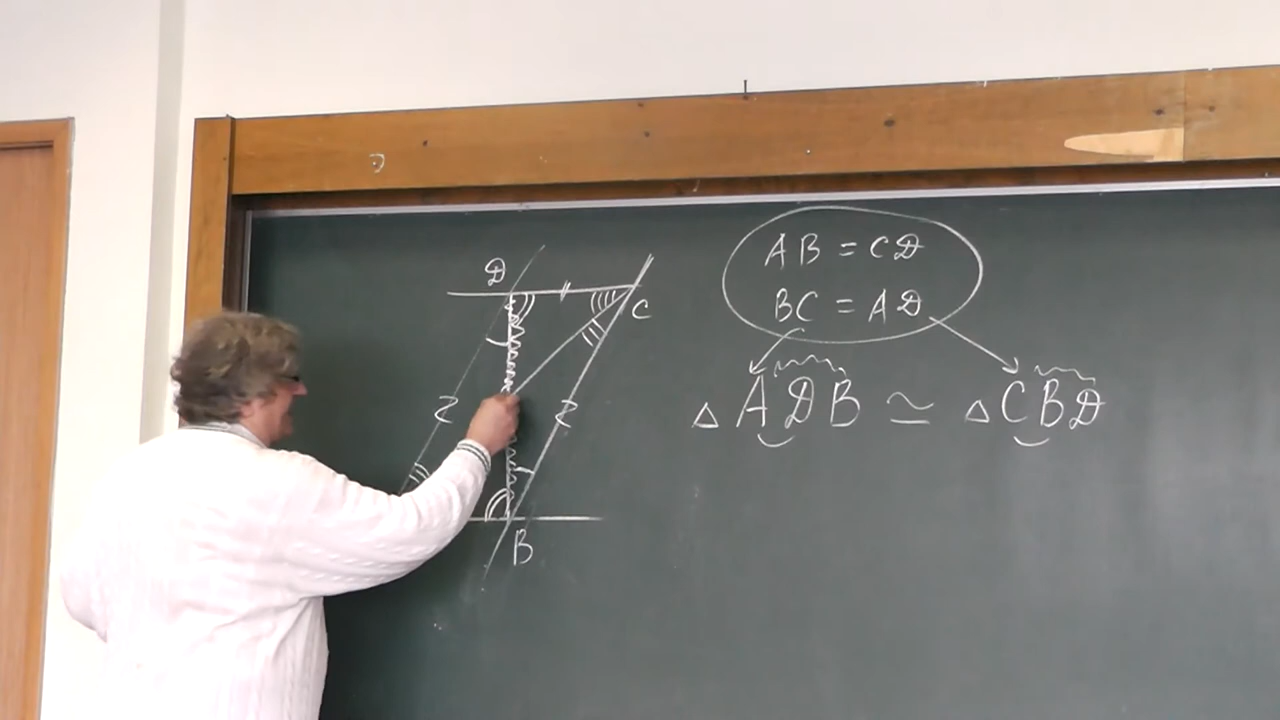 D
C
B
AB = CD
BC = AD
△ADB ≃ △CBD